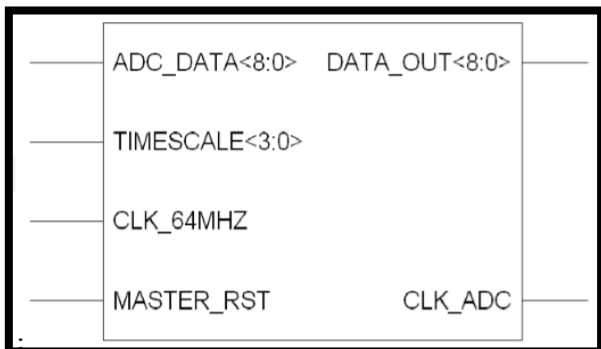 ADC_DATA<8:0> DATA_OUT<8:0>
TIMESCALE<3:0>
CLK_64MHZ
MASTER_RST CLK_ADC